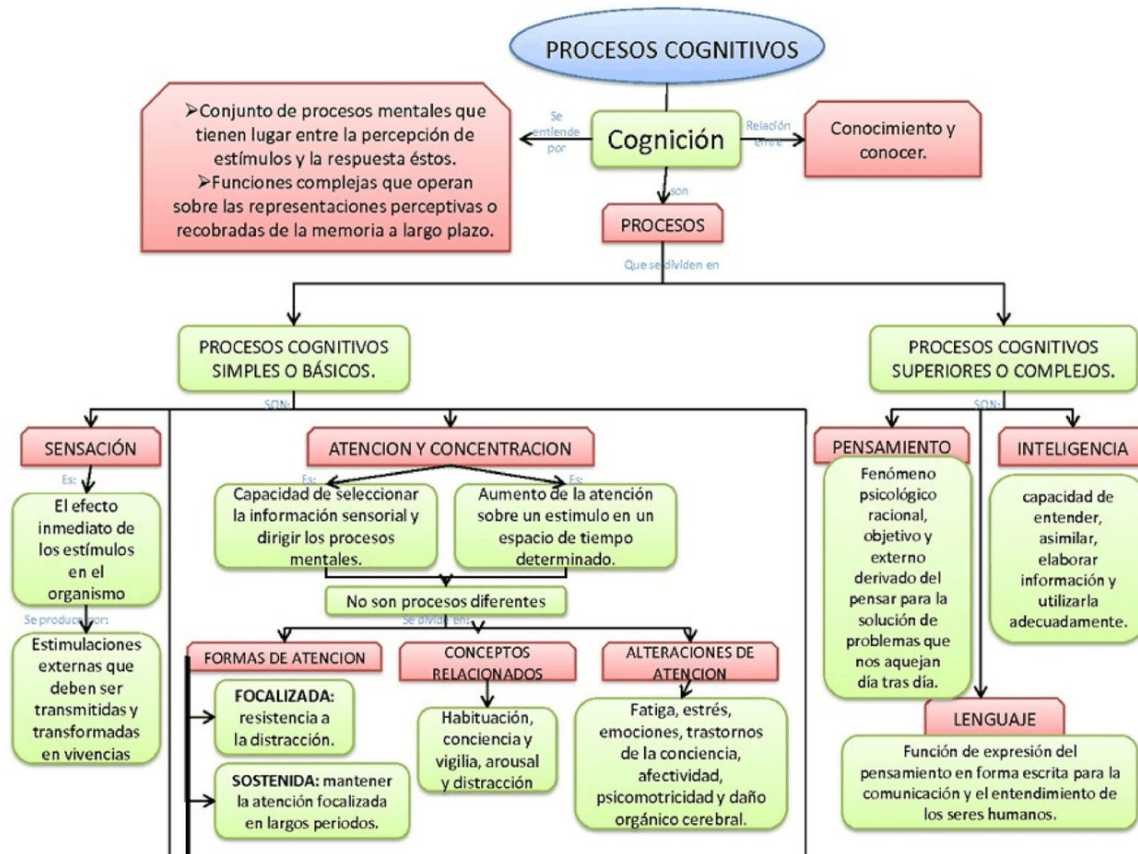 PROCESOS COGNITIVOS
➢Conjunto de procesos mentales que
tienen lugar entre la percepción de
estímulos y la respuesta éstos.
➢Funciones complejas que operan
sobre las representaciones perceptivas o
recobradas de la memoria a largo plazo.
Se
entiende
por
Cognición
Relación
entre
Conocimiento y
conocer.
son
PROCESOS
Que se dividen en
PROCESOS COGNITIVOS
SIMPLES O BÁSICOS.
SON:
SENSACIÓN
Es:
El efecto
inmediato de
los estímulos
en el
organismo
Se produce por:
Estimulaciones
externas que
deben ser
transmitidas y
transformadas
en vivencias
ATENCION Y CONCENTRACION
Es:
Capacidad de seleccionar
la información sensorial y
dirigir los procesos
mentales.
Es:
Aumento de la atención
sobre un estimulo en un
espacio de tiempo
determinado.
No son procesos diferentes
Se divide en:
FORMAS DE ATENCION
FOCALIZADA:
resistencia a
la distracción.
SOSTENIDA: mantener
la atención focalizada
en largos periodos.
CONCEPTOS
RELACIONADOS
Habituación,
conciencia y
vigilia, arousal
y distracción
ALTERACIONES DE
ATENCION
Fatiga, estrés,
emociones, trastornos
de la conciencia,
afectividad,
psicomotricidad y daño
orgánico cerebral.
PROCESOS COGNITIVOS
SUPERIORES O COMPLEJOS.
SON:
PENSAMIENTO
Fenómeno
psicológico
racional,
objetivo y
externo
derivado del
pensar para la
solución de
problemas que
nos aquejan
día tras día.
INTELIGENCIA
capacidad de
entender,
asimilar,
elaborar
información y
utilizarla
adecuadamente.
LENGUAJE
Función de expresión del
pensamiento en forma escrita para la
comunicación y el entendimiento de
los seres humanos.